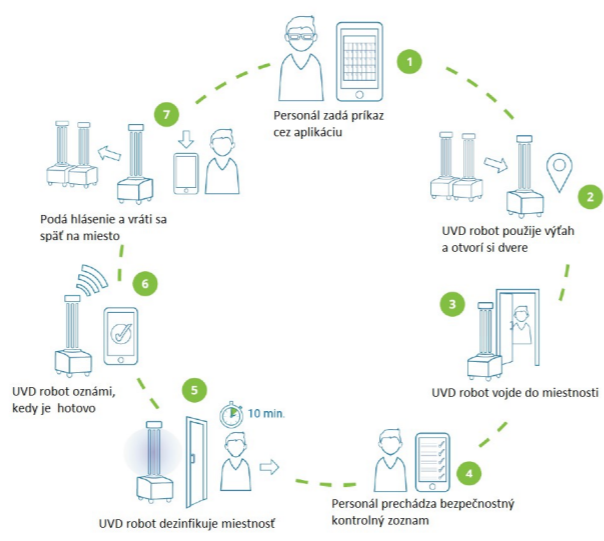 1
Personál zadá príkaz
cez aplikáciu
2
UVD robot použije výťah
a otvorí si dvere
3
UVD robot vojde do miestnosti
4
Personál prechádza bezpečnostný
kontrolný zoznam
5
10 min.
UVD robot dezinfikuje miestnosť
6
UVD robot oznámi,
kedy je hotovo
7
Podá hlásenie a vráti sa
späť na miesto